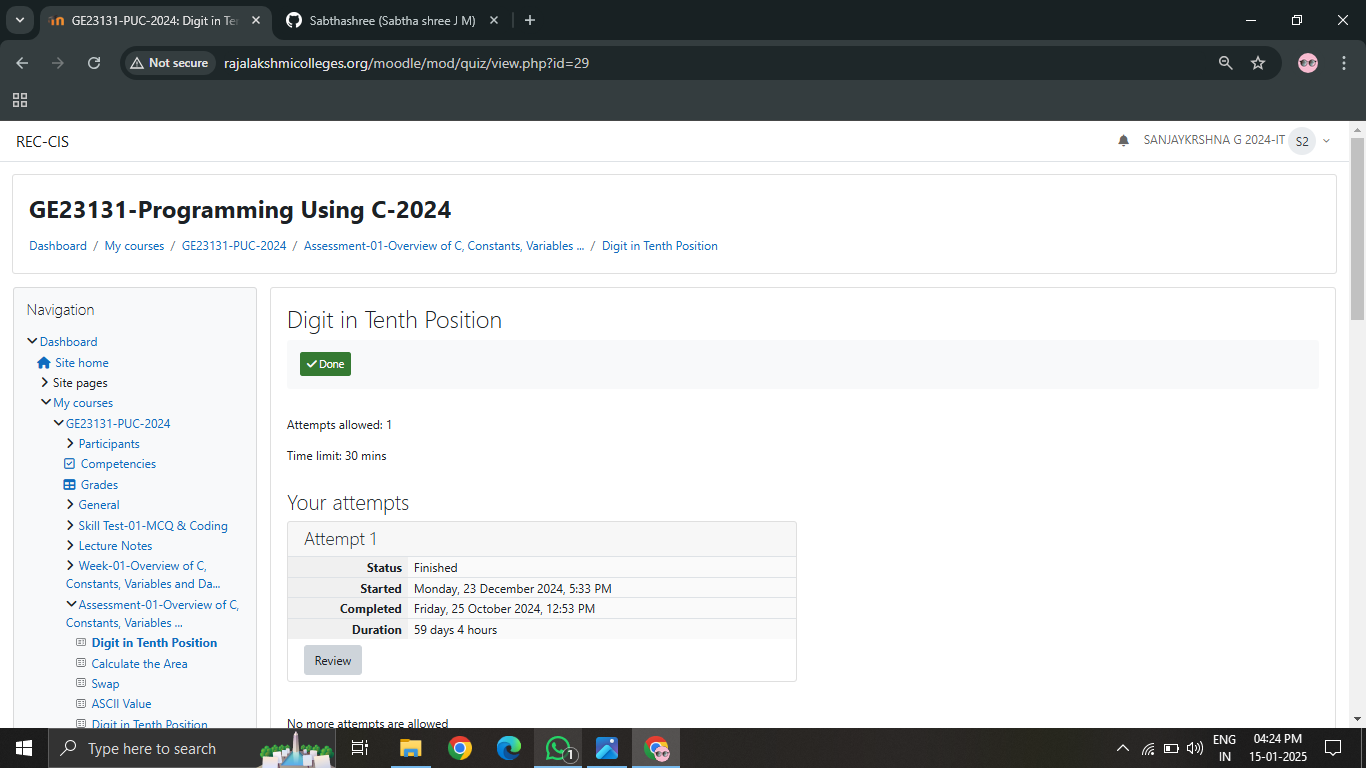 GE23131-PUC-2024: Digit in Te
Sabthashree (Sabtha shree J M)
Not secure
rajalakshmicolleges.org/moodle/mod/quiz/view.php?id=29
REC-CIS
SANJAYKRSHNA G 2024-IT S2
GE23131-Programming Using C-2024
Dashboard / My courses / GE23131-PUC-2024 / Assessment-01-Overview of C, Constants, Variables ... / Digit in Tenth Position
Navigation
Dashboard
Site home
Site pages
My courses
GE23131-PUC-2024
Participants
Competencies
Grades
General
Skill Test-01-MCQ & Coding
Lecture Notes
Week-01-Overview of C,
Constants, Variables and Da...
Assessment-01-Overview of C,
Constants, Variables ...
Digit in Tenth Position
Calculate the Area
Swap
ASCII Value
Digit in Tenth Position
Digit in Tenth Position
Done
Attempts allowed: 1
Time limit: 30 mins
Your attempts
Attempt 1
Status Finished
Started Monday, 23 December 2024, 5:33 PM
Completed Friday, 25 October 2024, 12:53 PM
Duration 59 days 4 hours
Review
No more attempts are allowed
Type here to search
1
ENG
IN
04:24 PM
15-01-2025